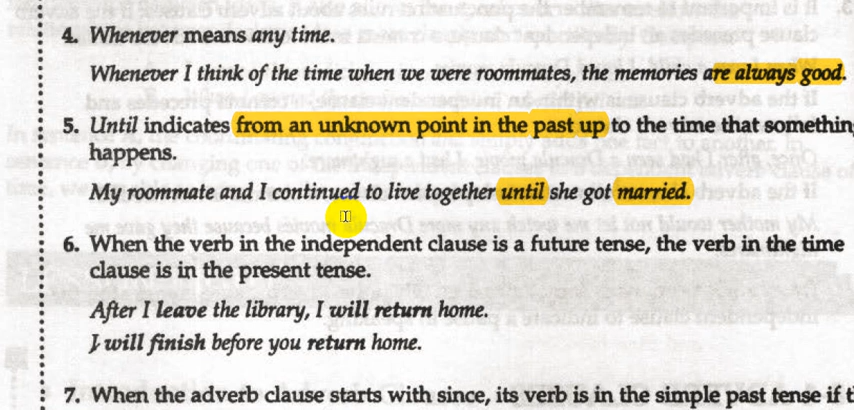 4. Whenever means any time.
Whenever I think of the time when we were roommates, the memories are always good.
5. Until indicates from an unknown point in the past up to the time that something
happens.
My roommate and I continued to live together until she got married.
6. When the verb in the independent clause is a future tense, the verb in the time
clause is in the present tense.
After I leave the library, I will return home.
I will finish before you return home.
7. When the adverb clause starts with since, its verb is in the simple past tense if